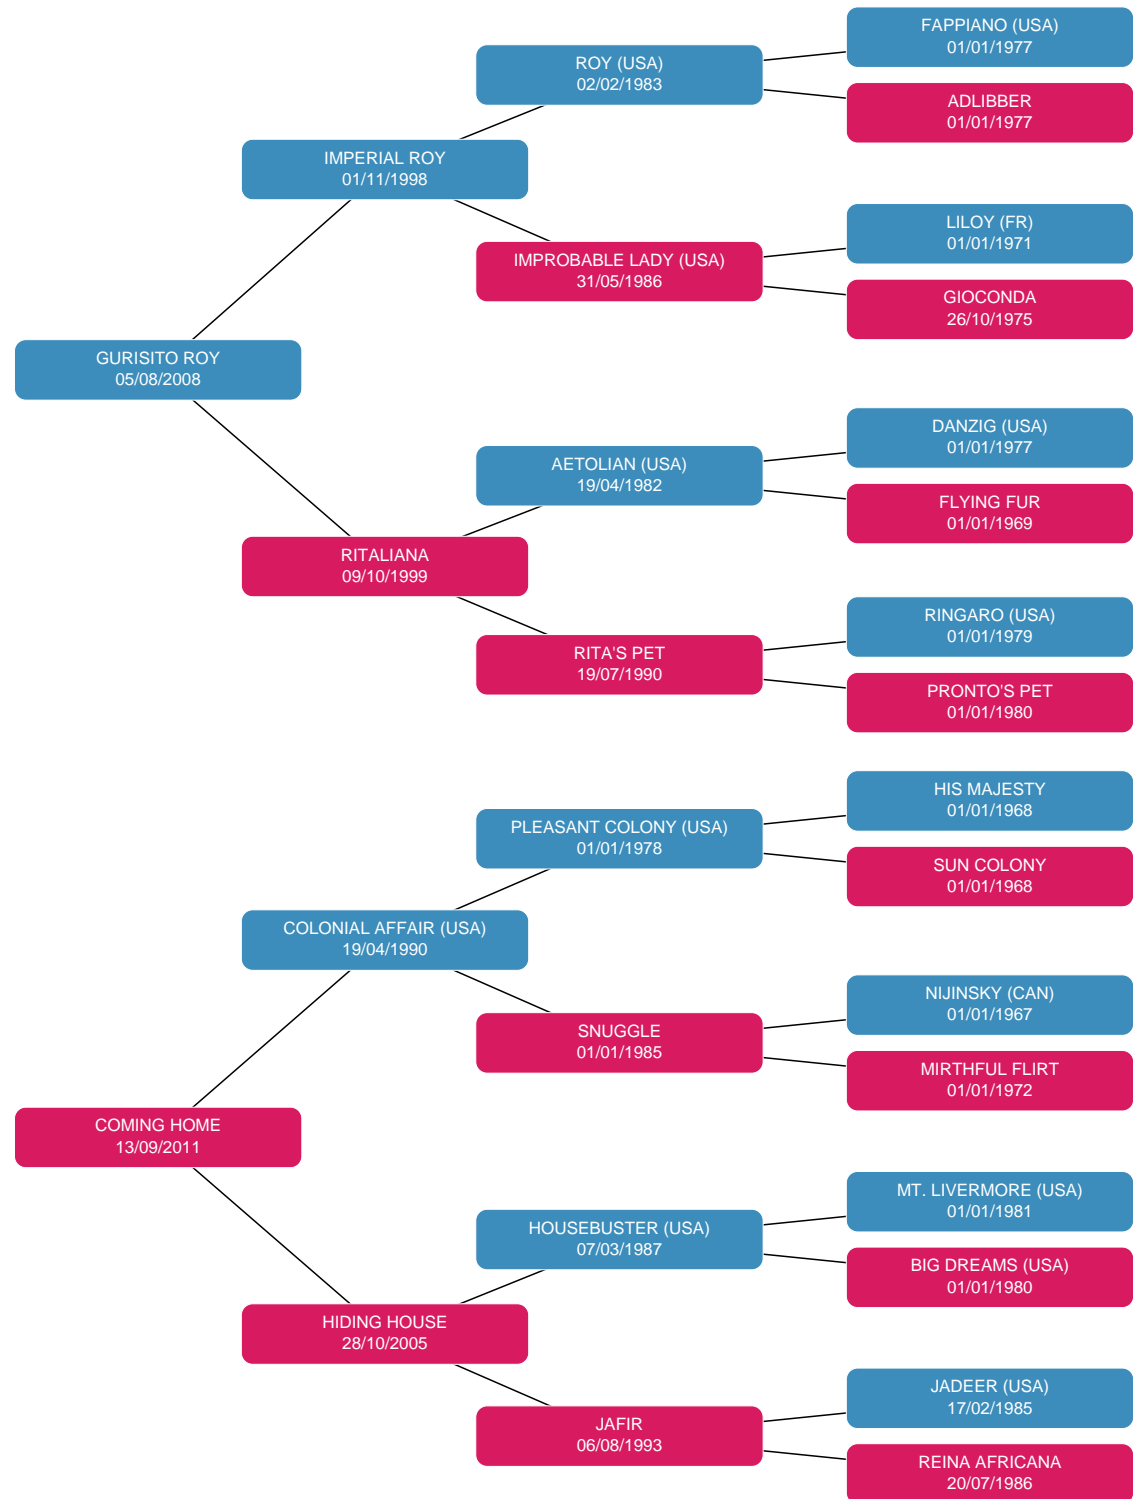 FAPPIANO (USA)
01/01/1977
ROY (USA)
02/02/1983
ADLIBBER
01/01/1977
IMPERIAL ROY
01/11/1998
LILOY (FR)
01/01/1971
IMPROBABLE LADY (USA)
31/05/1986
GIOCONDA
26/10/1975
GURISITO ROY
05/08/2008
DANZIG (USA)
01/01/1977
AETOLIAN (USA)
19/04/1982
FLYING FUR
01/01/1969
RITALIANA
09/10/1999
RINGARO (USA)
01/01/1979
RITA'S PET
19/07/1990
PRONTO'S PET
01/01/1980
HIS MAJESTY
01/01/1968
PLEASANT COLONY (USA)
01/01/1978
SUN COLONY
01/01/1968
COLONIAL AFFAIR (USA)
19/04/1990
NIJINSKY (CAN)
01/01/1967
SNUGGLE
01/01/1985
MIRTHFUL FLIRT
01/01/1972
COMING HOME
13/09/2011
MT. LIVERMORE (USA)
01/01/1981
HOUSEBUSTER (USA)
07/03/1987
BIG DREAMS (USA)
01/01/1980
HIDING HOUSE
28/10/2005
JADEER (USA)
17/02/1985
JAFIR
06/08/1993
REINA AFRICANA
20/07/1986